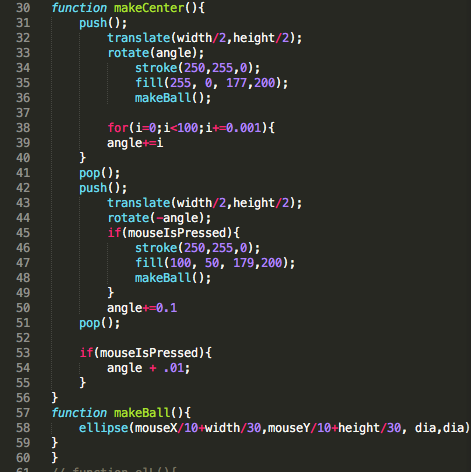 30 function makeCenter(){
31 push();
32 translate(width/2,height/2);
33 rotate(angle);
34 stroke(250,255,0);
35 fill(255, 0, 177,200);
36 makeBall();
37
38 for(i=0;i<100;i+=0.001){
39 angle+=i
40 }
41 pop();
42 push();
43 translate(width/2,height/2);
44 rotate(-angle);
45 if(mouseIsPressed){
46 stroke(250,255,0);
47 fill(100, 50, 179,200);
48 makeBall();
49 }
50 angle+=0.1
51 pop();
52
53 if(mouseIsPressed){
54 angle + .01;
55 }
56 }
57 function makeBall(){
58 ellipse(mouseX/10+width/30,mouseY/10+height/30, dia,dia)
59 }
60 }
61 // function elL(){